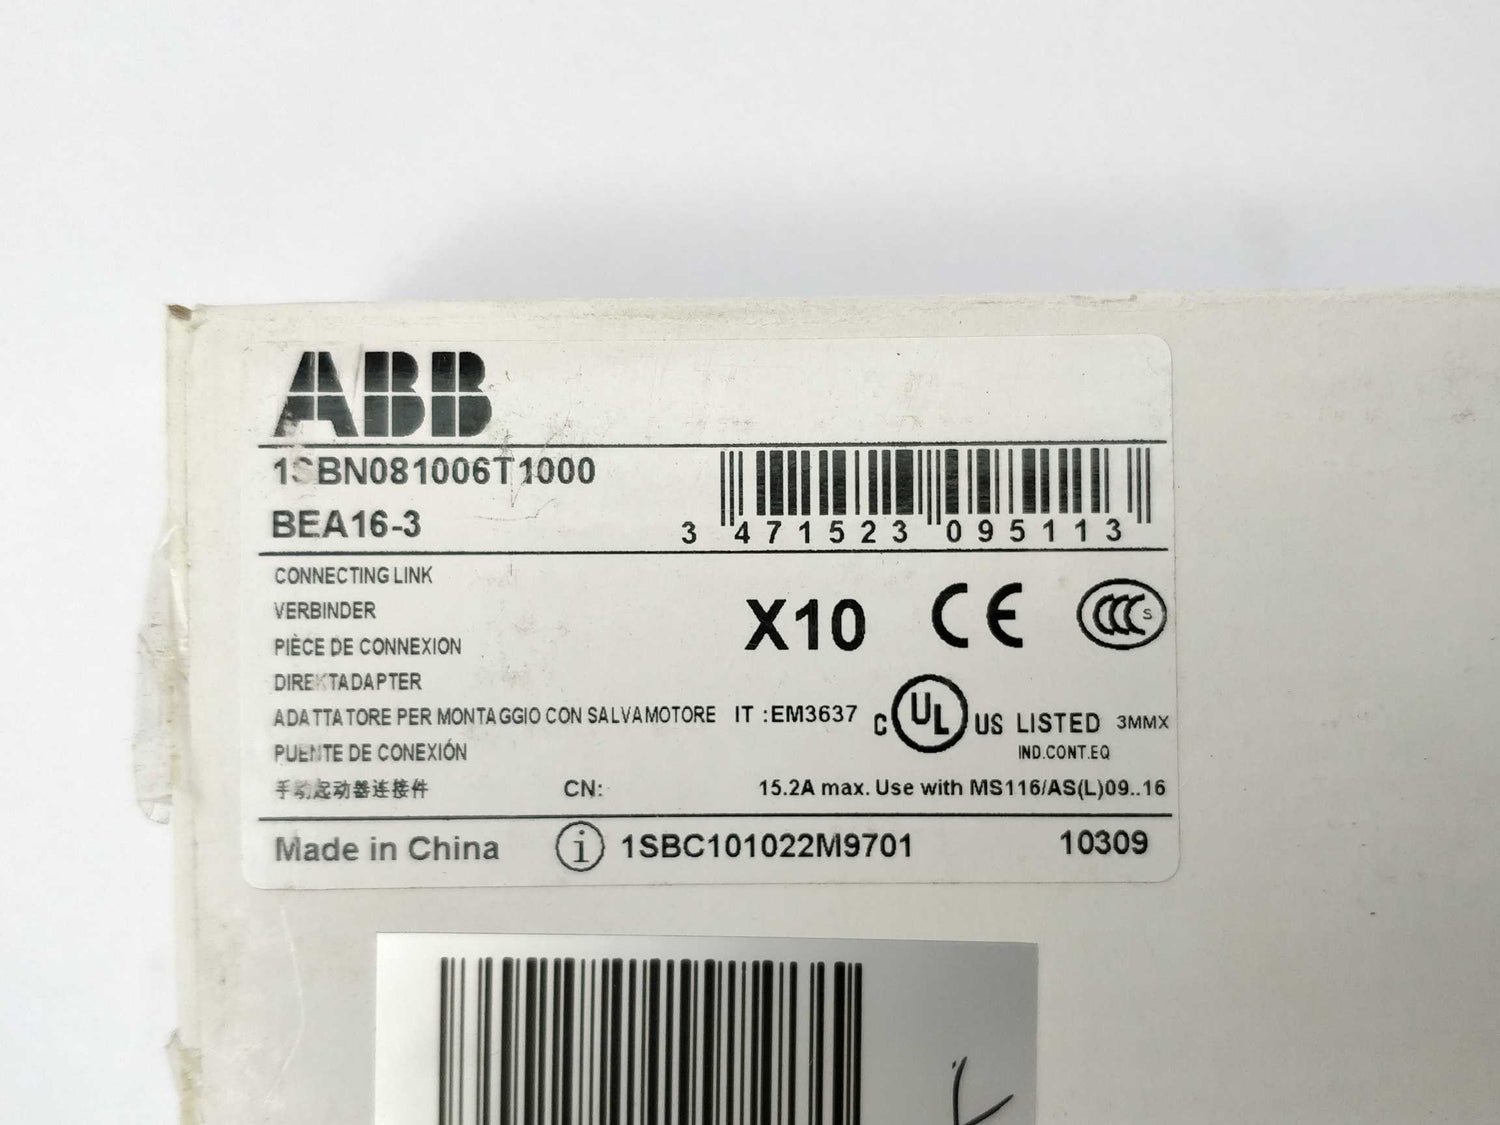 ABB
1SBN081006T1000
BEA16-3
3 471523 095113
CONNECTING LINK
VERBINDER
PIÈCE DE CONNEXION
DIREKTADAPTER
ADATTATORE PER MONTAGGIO CON SALVAMOTORE IT :EM3637
PUENTE DE CONEXIÓN
手动起动器连接件
X10 CE CCC S
C UL US LISTED 3MMX
IND.CONT.EQ
CN: 15.2A max. Use with MS116/AS(L)09..16
Made in China i 1SBC101022M9701 10309